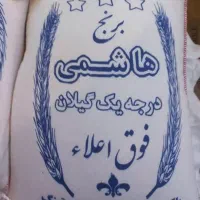 برنج
هاشمی
درجه یک گیلان
فوق اعلاء